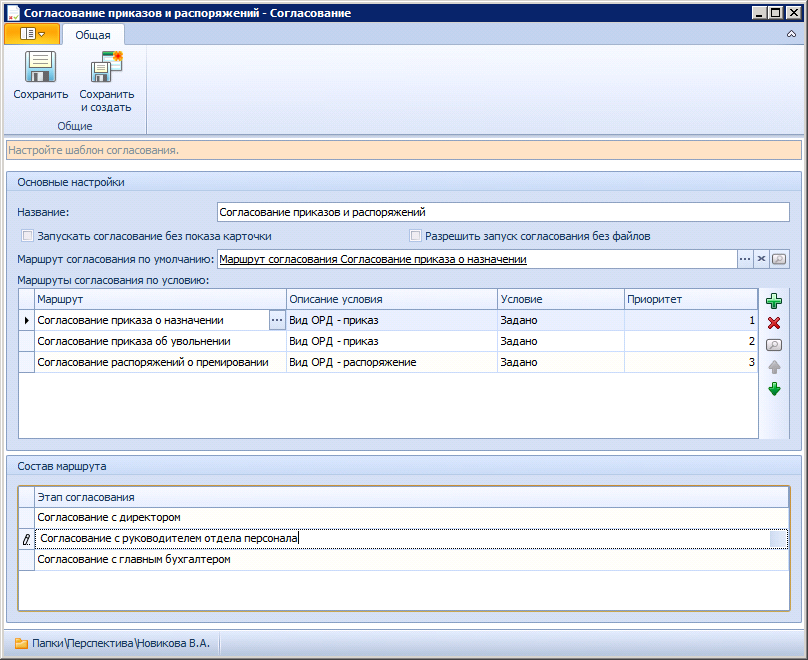 Согласование приказов и распоряжений - Согласование
Общая
Сохранить
Сохранить
и создать
Общие
Настройте шаблон согласования.
Основные настройки
Название: Согласование приказов и распоряжений
Запускать согласование без показа карточки Разрешить запуск согласования без файлов
Маршрут согласования по умолчанию: Маршрут согласования Согласование приказа о назначении
Маршруты согласования по условию:
Маршрут Описание условия Условие Приоритет
Согласование приказа о назначении ... Вид ОРД - приказ Задано 1
Согласование приказа об увольнении Вид ОРД - приказ Задано 2
Согласование распоряжений о премировании Вид ОРД - распоряжение Задано 3
Состав маршрута
Этап согласования
Согласование с директором
Согласование с руководителем отдела персонала
Согласование с главным бухгалтером
Папки\Перспектива\Новикова В.А.